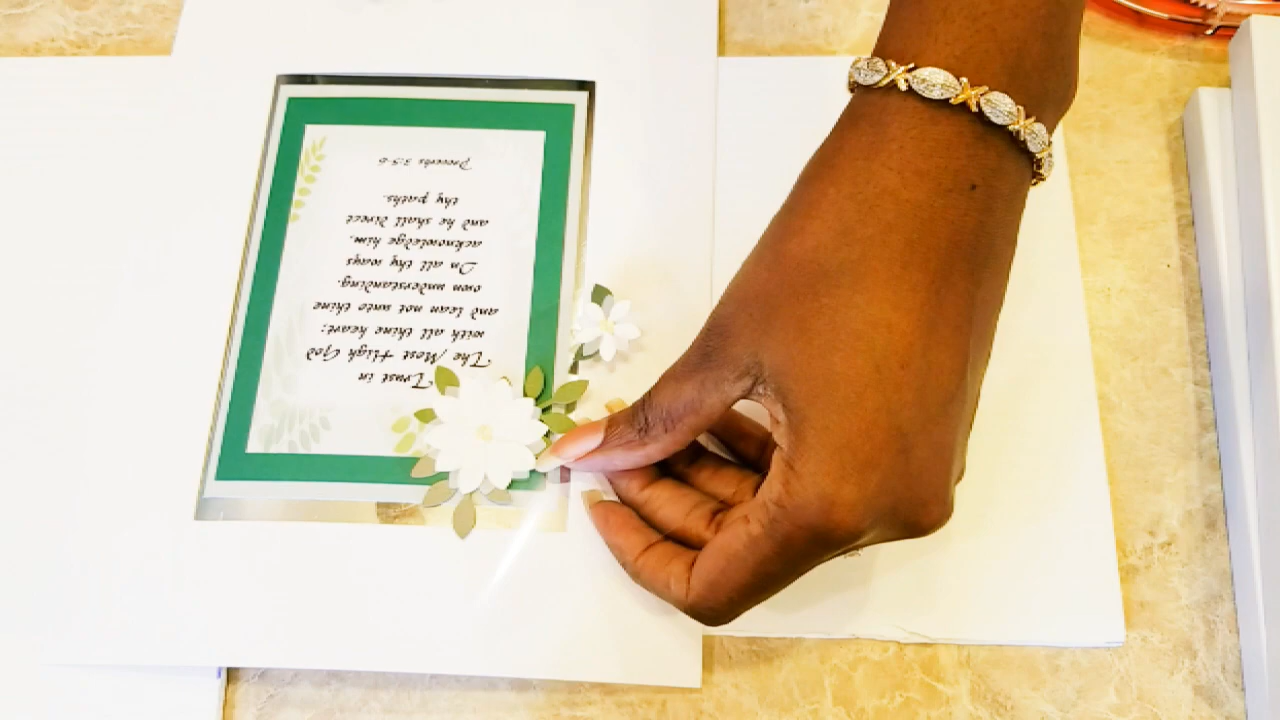 Trust in
The Most High God
with all thine heart;
and lean not unto thine
own understanding.
In all thy ways
acknowledge him,
and he shall direct
thy paths.
Proverbs 3:5-6